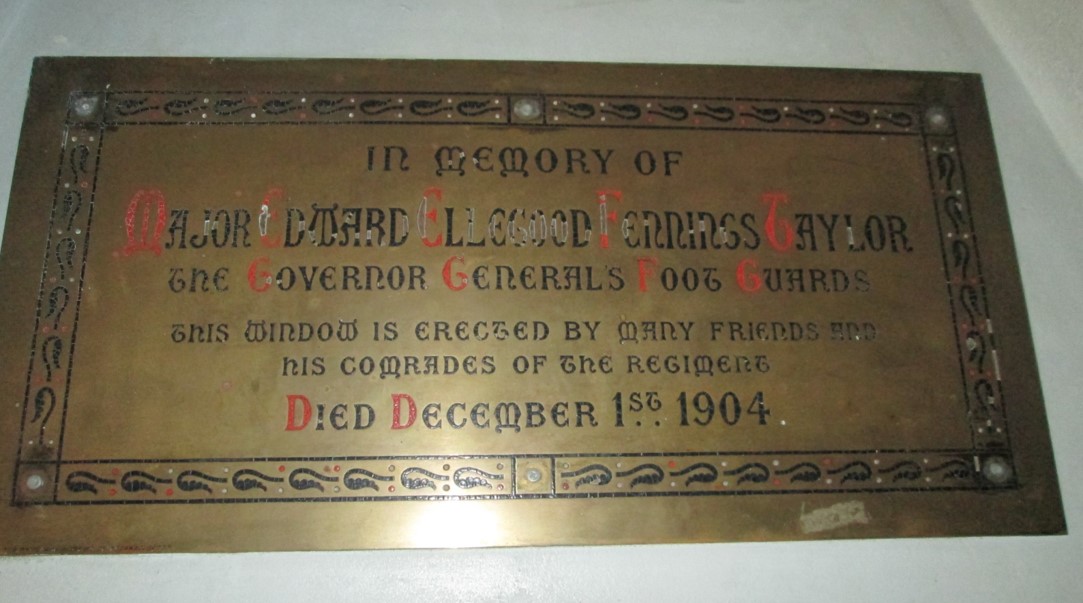 IN MEMORY OF
MAJOR EDWARD ELLEGOOD FENNINGS TAYLOR
THE GOVERNOR GENERAL'S FOOT GUARDS
THIS WINDOW IS ERECTED BY MANY FRIENDS AND
HIS COMRADES OF THE REGIMENT
DIED DECEMBER 1ST 1904.